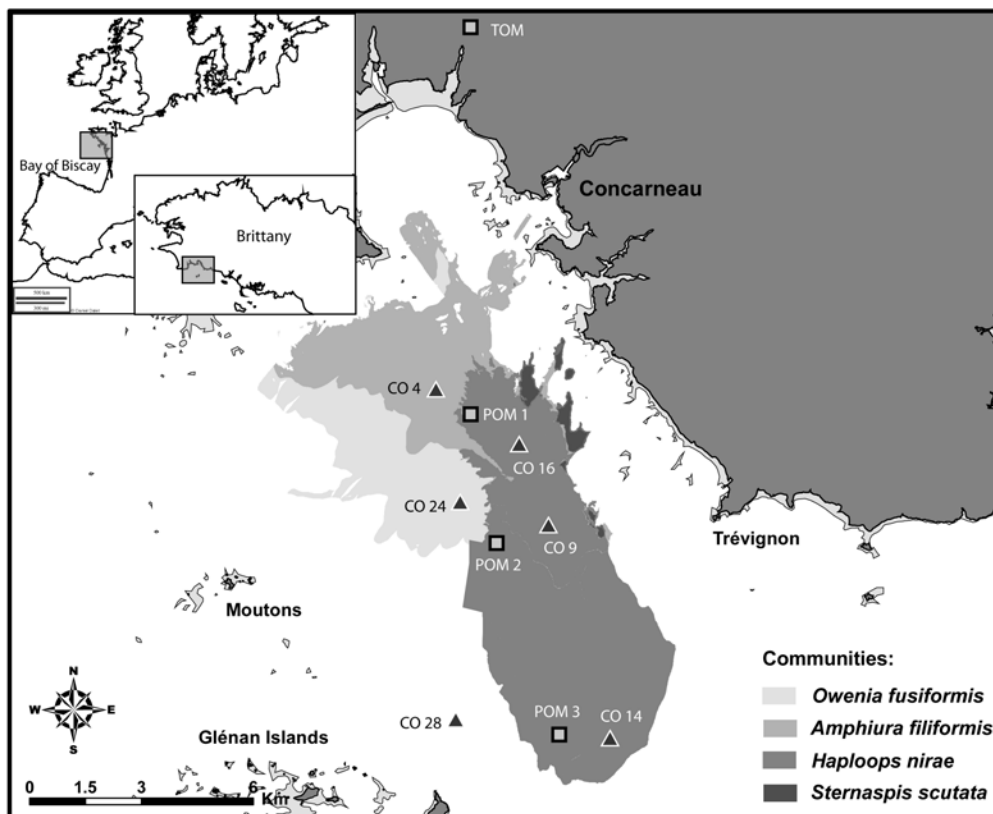 TOM
Bay of Biscay
Brittany
Concarneau
CO 4
POM 1
CO 16
CO 24
CO 9
POM 2
Trévignon
Moutons
Communities:
Owenia fusiformis
Amphiura filiformis
Haploops nirae
Sternaspis scutata
N
W
E
S
CO 28
POM 3
CO 14
Glénan Islands
0 1.5 3 6
Km